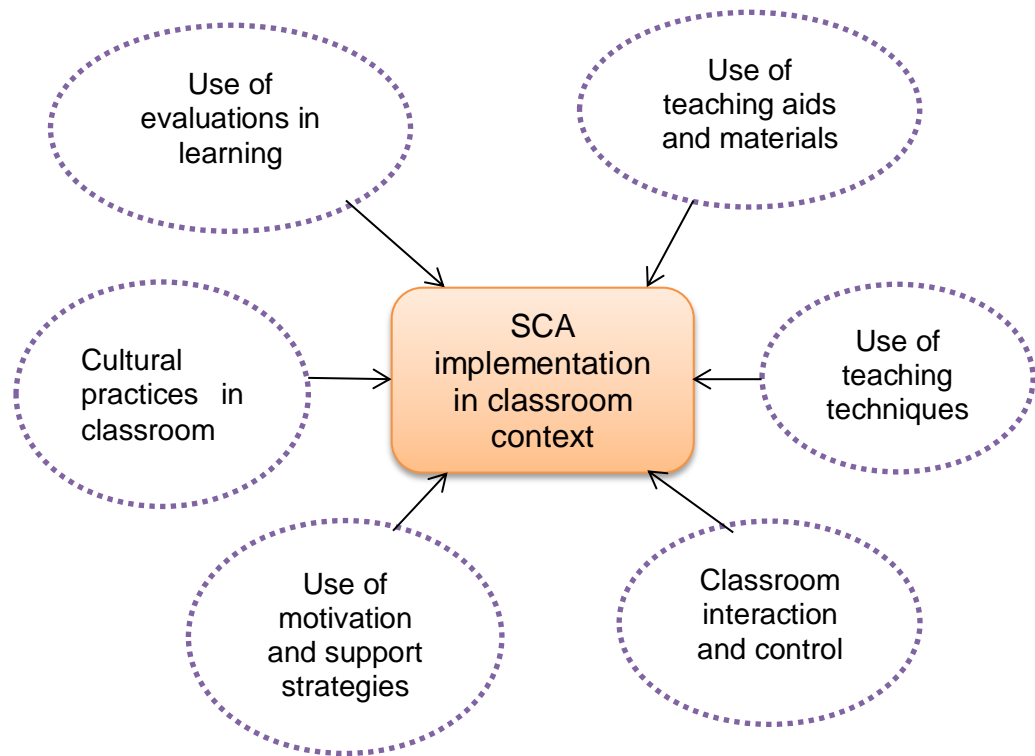 Use of
evaluations in
learning
Use of
teaching aids
and materials
Cultural
practices in
classroom
SCA
implementation
in classroom
context
Use of
teaching
techniques
Use of
motivation
and support
strategies
Classroom
interaction
and control